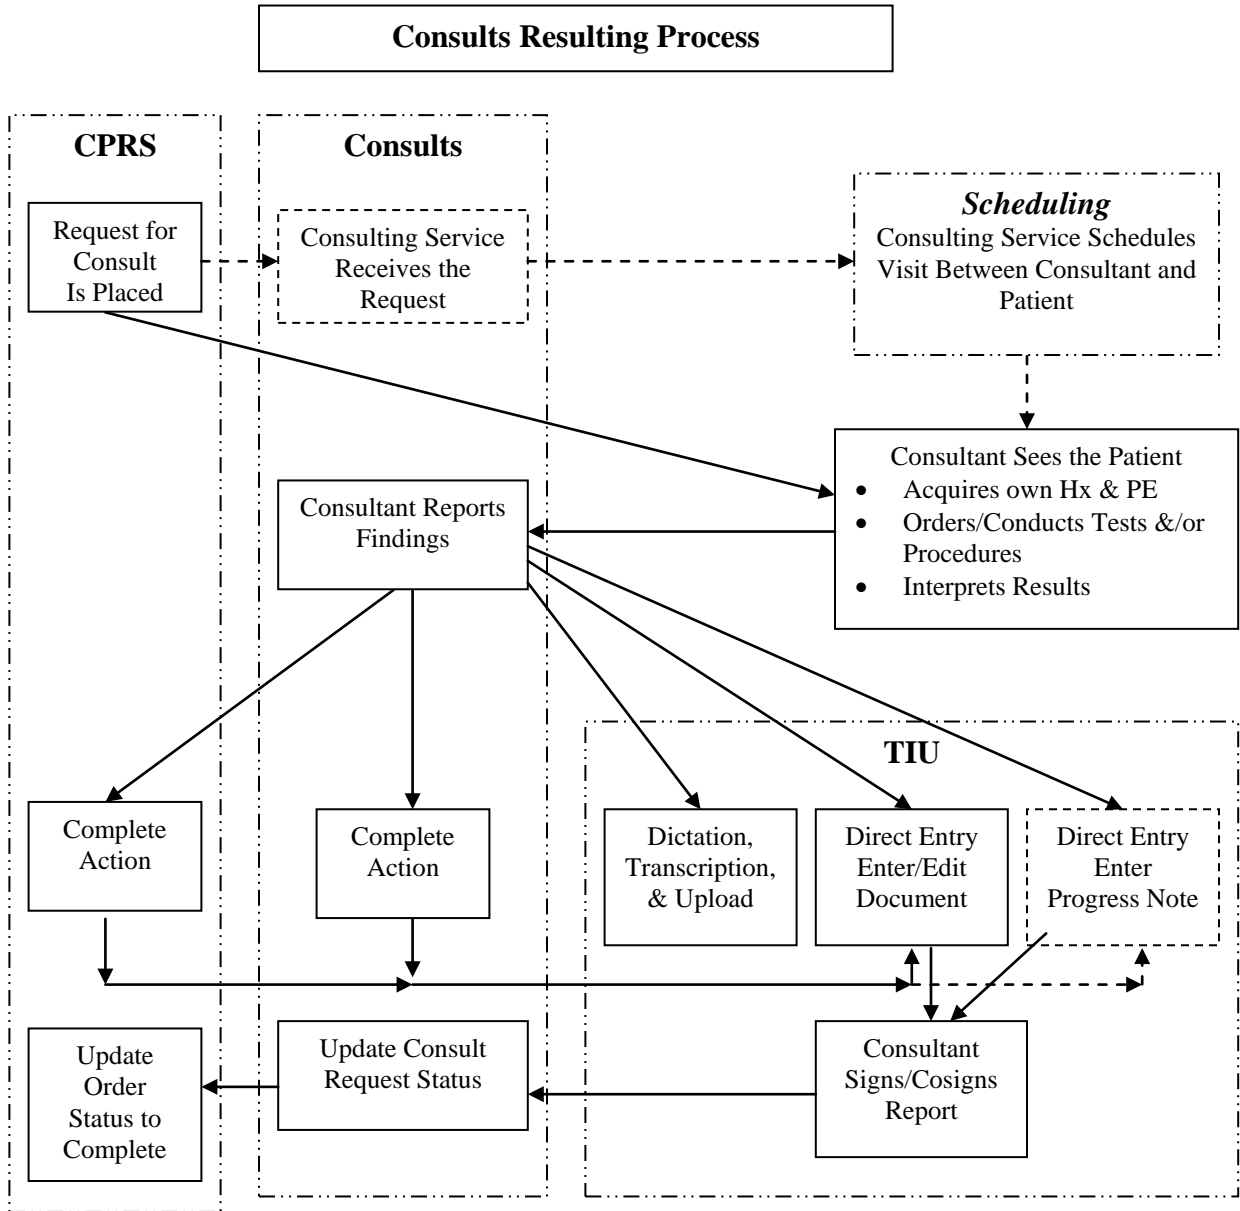 Consults Resulting Process
CPRS
Consults
Request for
Consult
Is Placed
Consulting Service
Receives the
Request
Scheduling
Consulting Service Schedules
Visit Between Consultant and
Patient
Consultant Sees the Patient
• Acquires own Hx & PE
• Orders/Conducts Tests &/or
Procedures
• Interprets Results
Consultant Reports
Findings
TIU
Complete
Action
Complete
Action
Dictation,
Transcription,
& Upload
Direct Entry
Enter/Edit
Document
Direct Entry
Enter
Progress Note
Update
Order
Status to
Complete
Update Consult
Request Status
Consultant
Signs/Cosigns
Report